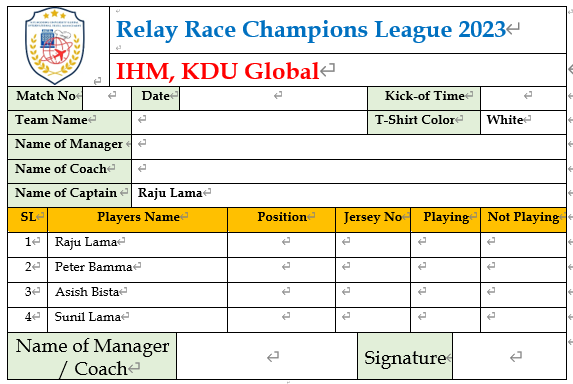 Relay Race Champions League 2023
IHM, KDU Global
Match No Date Kick-of Time
Team Name T-Shirt Color White
Name of Manager
Name of Coach
Name of Captain Raju Lama
SL Players Name Position Jersey No Playing Not Playing
1 Raju Lama
2 Peter Bamma
3 Asish Bista
4 Sunil Lama
Name of Manager
/ Coach Signature